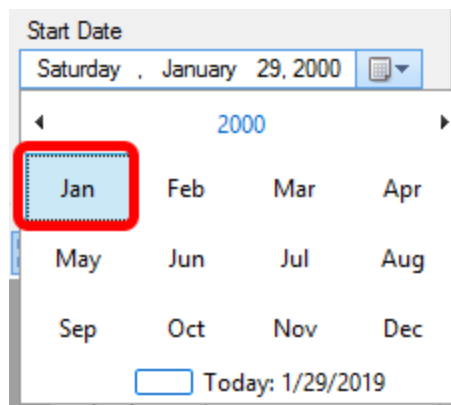 Start Date
Saturday , January 29, 2000
2000
Jan Feb Mar Apr
May Jun Jul Aug
Sep Oct Nov Dec
Today: 1/29/2019